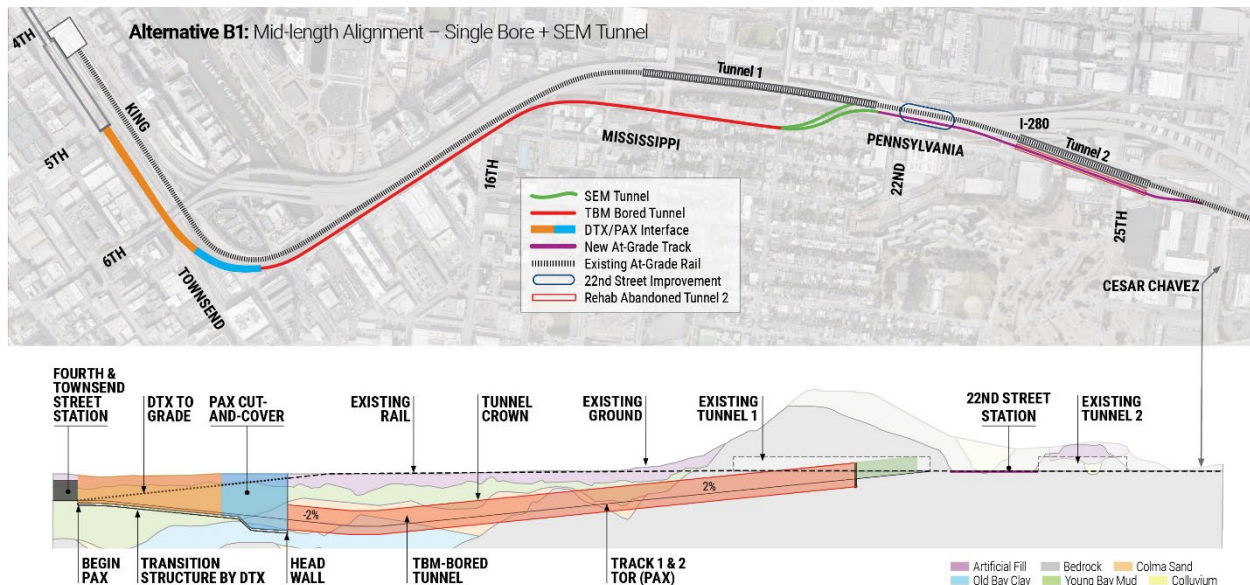 Alternative B1: Mid-length Alignment – Single Bore + SEM Tunnel
4TH
KING
5TH
6TH
TOWNSEND
16TH
Tunnel 1
MISSISSIPPI
PENNSYLVANIA
22ND
I-280
Tunnel 2
25TH
CESAR CHAVEZ
SEM Tunnel
TBM Bored Tunnel
DTX/PAX Interface
New At-Grade Track
Existing At-Grade Rail
22nd Street Improvement
Rehab Abandoned Tunnel 2
FOURTH &
TOWNSEND
STREET
STATION
DTX TO
GRADE
PAX CUT-
AND-COVER
EXISTING
RAIL
TUNNEL
CROWN
EXISTING
GROUND
EXISTING
TUNNEL 1
22ND STREET
STATION
EXISTING
TUNNEL 2
-2%
2%
BEGIN
PAX
TRANSITION
STRUCTURE BY DTX
HEAD
WALL
TBM-BORED
TUNNEL
TRACK 1 & 2
TOR (PAX)
Artificial Fill
Bedrock
Colma Sand
Old Bay Clay
Young Bay Mud
Colluvium